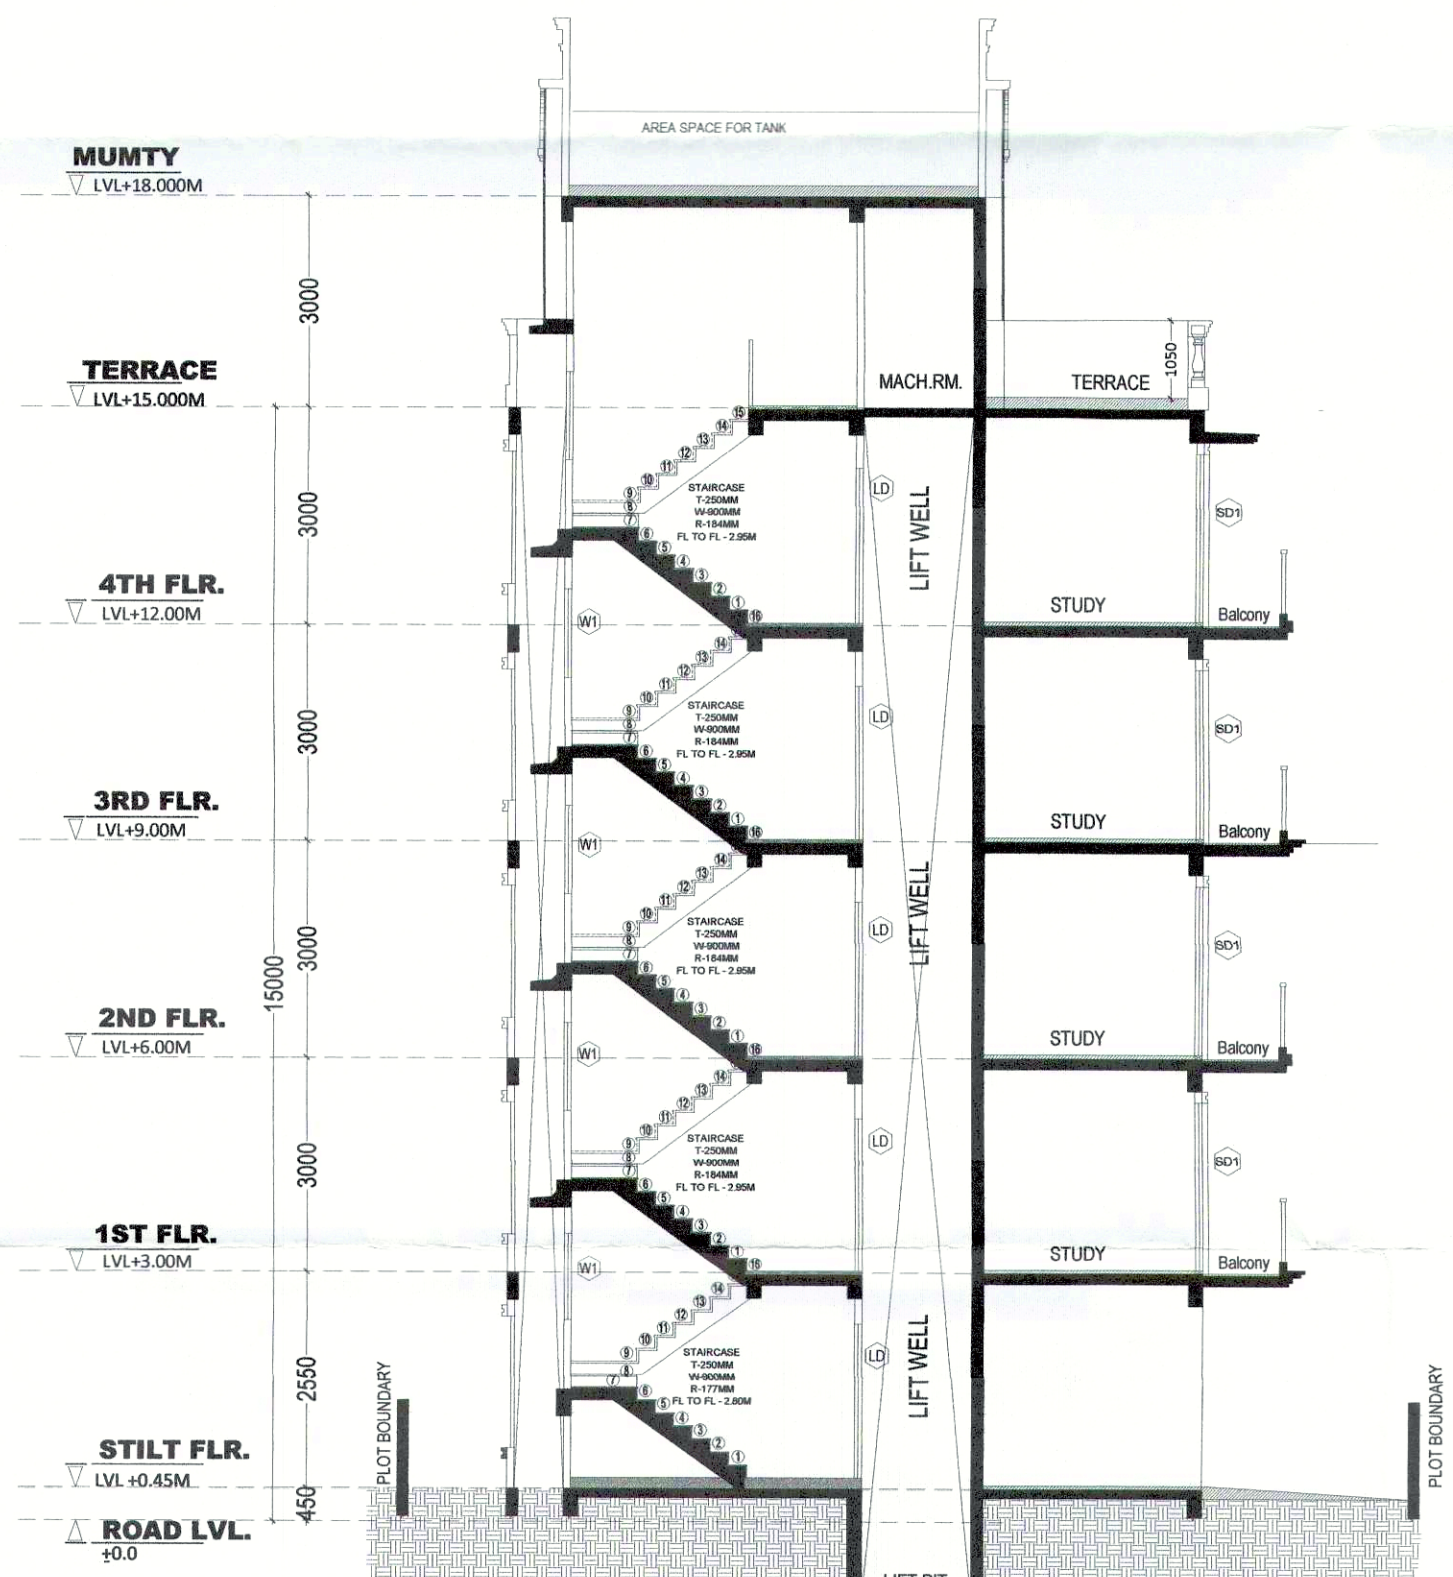 AREA SPACE FOR TANK
MUMTY
LVL+18.000M
3000
TERRACE
LVL+15.000M
MACH.RM.
TERRACE
1050
15
14
13
12
11
10
9
8
7
6
5
4
3
2
1
16
STAIRCASE
T-250MM
W-900MM
R-184MM
FL TO FL - 2.95M
LD
LIFT WELL
SD1
3000
4TH FLR.
LVL+12.00M
W1
STUDY
Balcony
14
13
12
11
10
9
8
7
6
5
4
3
2
1
16
STAIRCASE
T-250MM
W-900MM
R-184MM
FL TO FL - 2.95M
LD
SD1
3000
3RD FLR.
LVL+9.00M
W1
STUDY
Balcony
14
13
12
11
10
9
8
7
6
5
4
3
2
1
16
STAIRCASE
T-250MM
W-900MM
R-184MM
FL TO FL - 2.95M
LD
LIFT WELL
SD1
3000
15000
2ND FLR.
LVL+6.00M
W1
STUDY
Balcony
14
13
12
11
10
9
8
7
6
5
4
3
2
1
16
STAIRCASE
T-250MM
W-900MM
R-184MM
FL TO FL - 2.95M
LD
SD1
3000
1ST FLR.
LVL+3.00M
W1
STUDY
Balcony
14
13
12
11
10
9
8
7
6
5
4
3
2
1
STAIRCASE
T-250MM
W-900MM
R-177MM
FL TO FL - 2.80M
LD
LIFT WELL
2550
PLOT BOUNDARY
PLOT BOUNDARY
STILT FLR.
LVL +0.45M
450
ROAD LVL.
±0.0